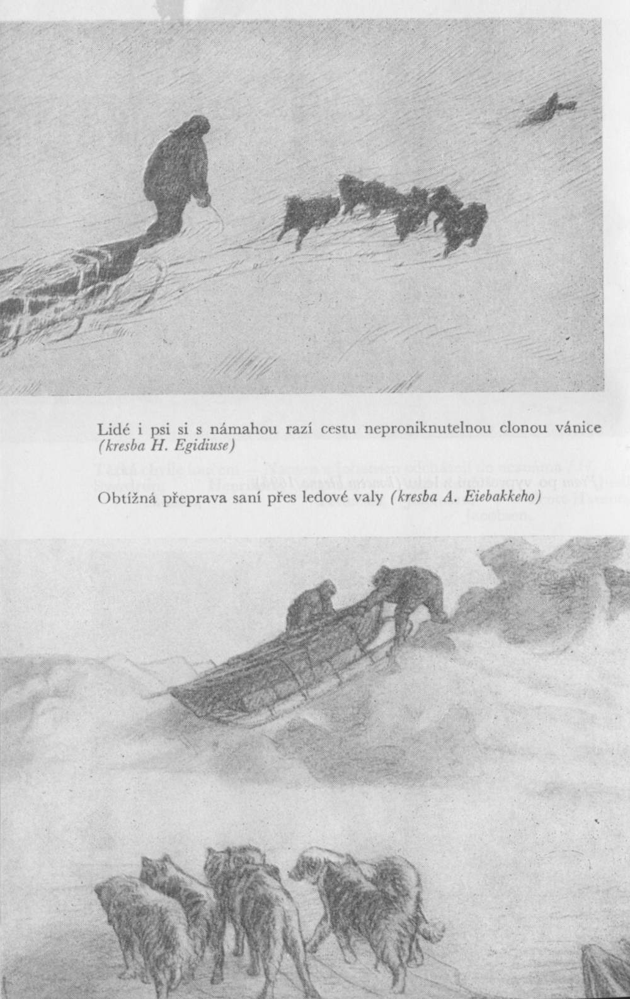 Lidé i psi si s námahou razí cestu neproniknutelnou clonou vánice
(kresba H. Egidiuse)
Obtížná přeprava saní přes ledové valy (kresba A. Eiebakkeho)